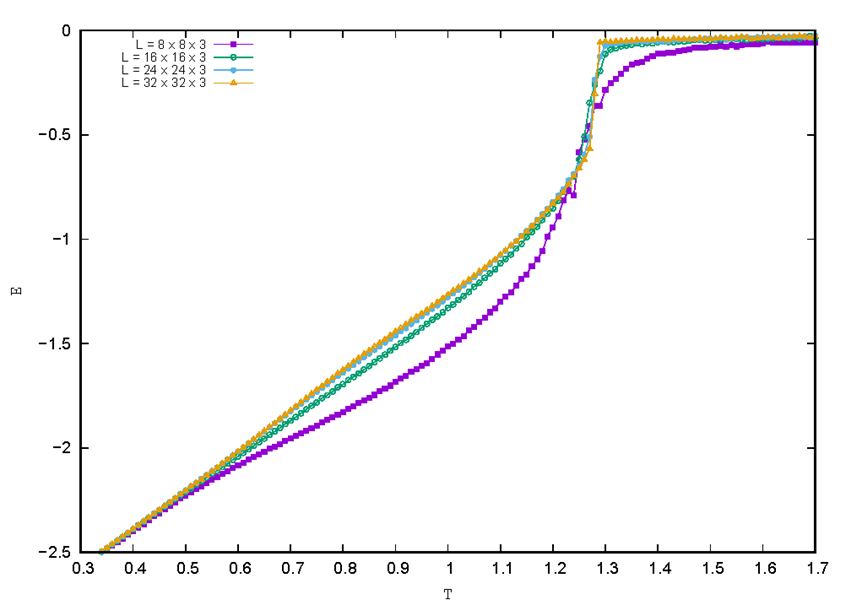 L = 8 x 8 x 3
L = 16 x 16 x 3
L = 24 x 24 x 3
L = 32 x 32 x 3
0
−0.5
−1
−1.5
−2
−2.5
E
0.3 0.4 0.5 0.6 0.7 0.8 0.9 1 1.1 1.2 1.3 1.4 1.5 1.6 1.7
T